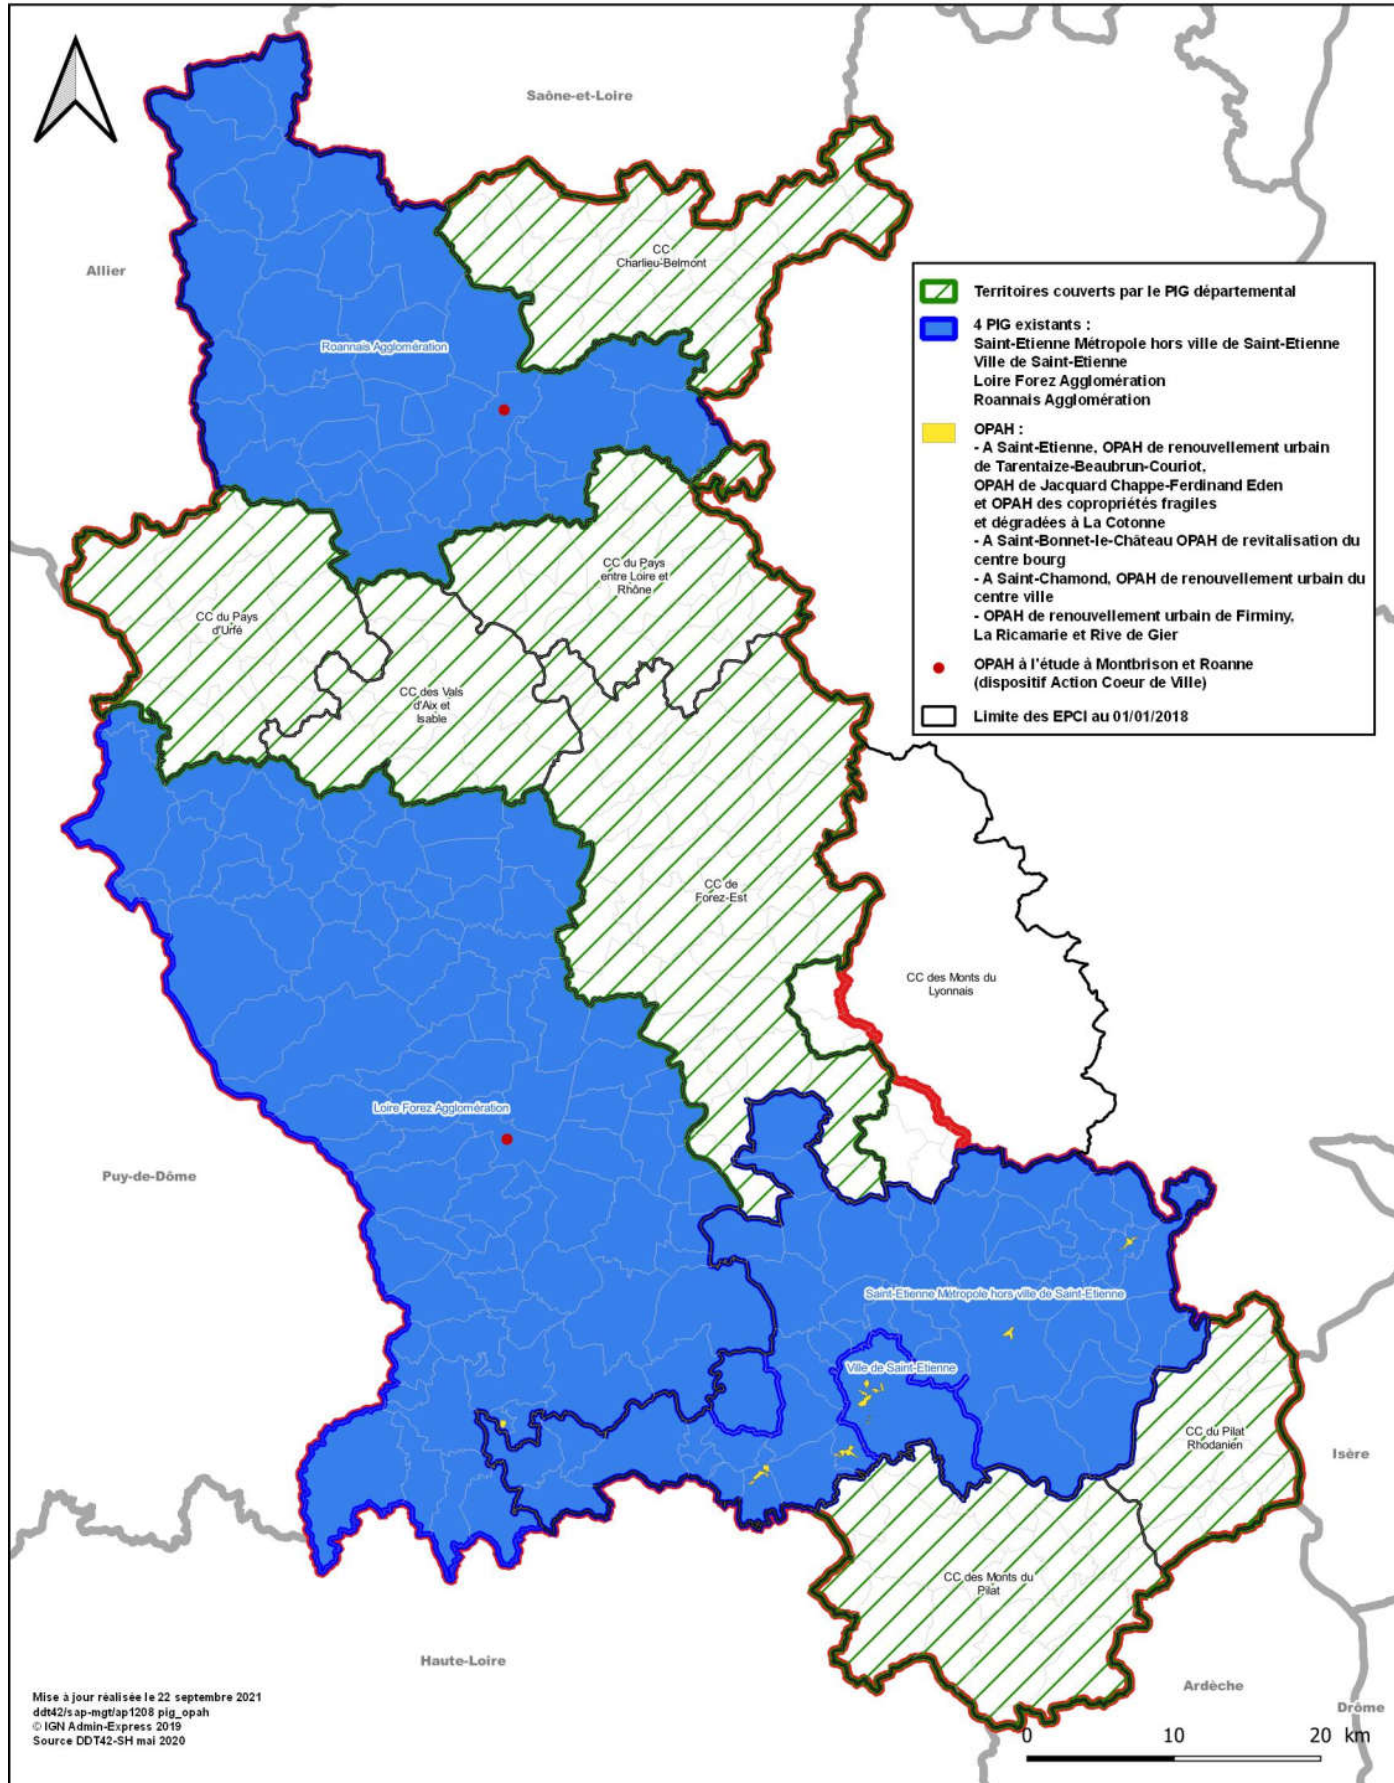 Saône-et-Loire
Allier
CC
Charlieu-Belmont
Roannais Agglomération
Territoires couverts par le PIG départemental
4 PIG existants :
Saint-Etienne Métropole hors ville de Saint-Etienne
Ville de Saint-Etienne
Loire Forez Agglomération
Roannais Agglomération
OPAH :
- A Saint-Etienne, OPAH de renouvellement urbain
de Tarentaize-Beaubrun-Couriot,
OPAH de Jacquard Chappe-Ferdinand Eden
et OPAH des copropriétés fragiles
et dégradées à La Cotonne
- A Saint-Bonnet-le-Château OPAH de revitalisation du
centre bourg
- A Saint-Chamond, OPAH de renouvellement urbain du
centre ville
- OPAH de renouvellement urbain de Firminy,
La Ricamarie et Rive de Gier
OPAH à l'étude à Montbrison et Roanne
(dispositif Action Coeur de Ville)
Limite des EPCI au 01/01/2018
CC du Pays
entre Loire et
Rhône
CC du Pays
d'Urfé
CC des Vals
d'Aix et
Isable
CC de
Forez-Est
CC des Monts du
Lyonnais
Loire Forez Agglomération
Puy-de-Dôme
Saint-Etienne Métropole hors ville de Saint-Etienne
Ville de Saint-Etienne
CC du Pilat
Rhodanien
Isère
CC des Monts du
Pilat
Haute-Loire
Ardèche
Drôme
Mise à jour réalisée le 22 septembre 2021
ddt42/sap-mgt/ap1208 pig_opah
© IGN Admin-Express 2019
Source DDT42-SH mai 2020
0 10 20 km